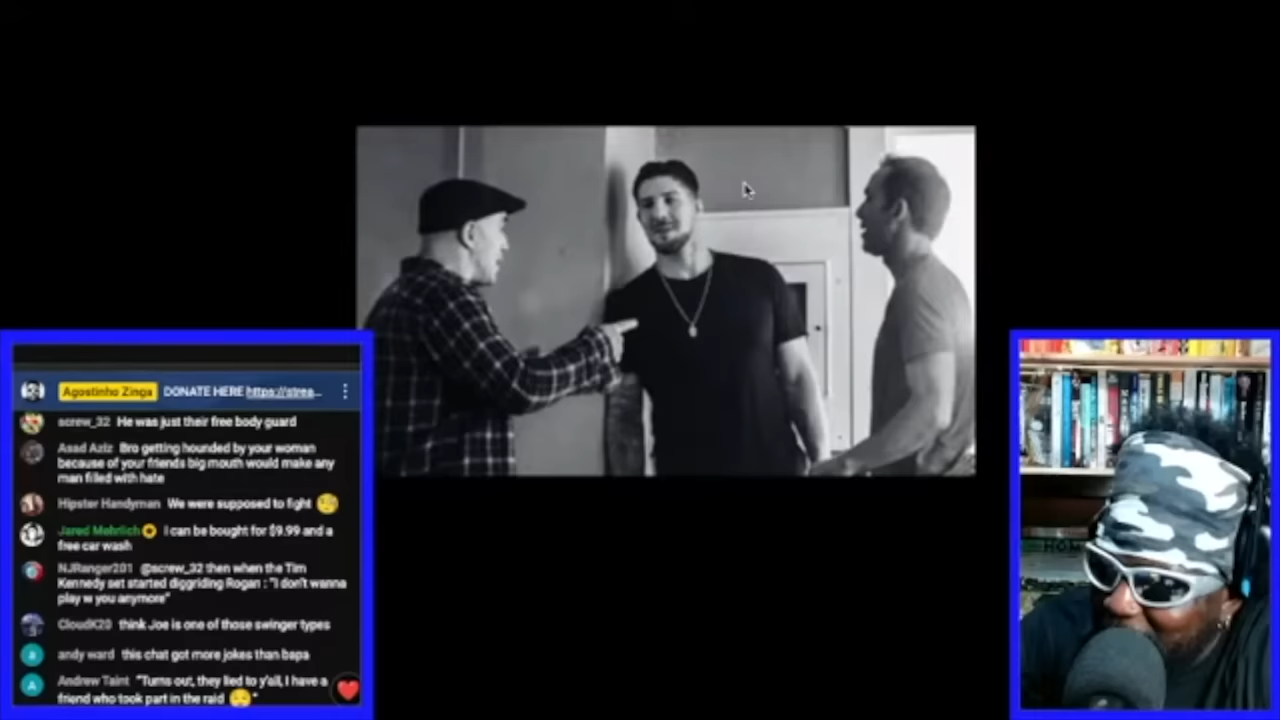 Agostinho Zinga DONATE HERE https://strea...
screw_32 He was just their free body guard
Asad Aziz Bro getting hounded by your woman
because of your friends big mouth would make any
man filled with hate
Hipster Handyman We were supposed to fight
Jared Mehrlich I can be bought for $9.99 and a
free car wash
NJRanger201 @screw_32 then when the Tim
Kennedy set started diggriding Rogan : "I don't wanna
play w you anymore"
CloudK20 think Joe is one of those swinger types
A
andy ward this chat got more jokes than bapa
A
Andrew Taint "Turns out, they lied to y'all, I have a
friend who took part in the raid "